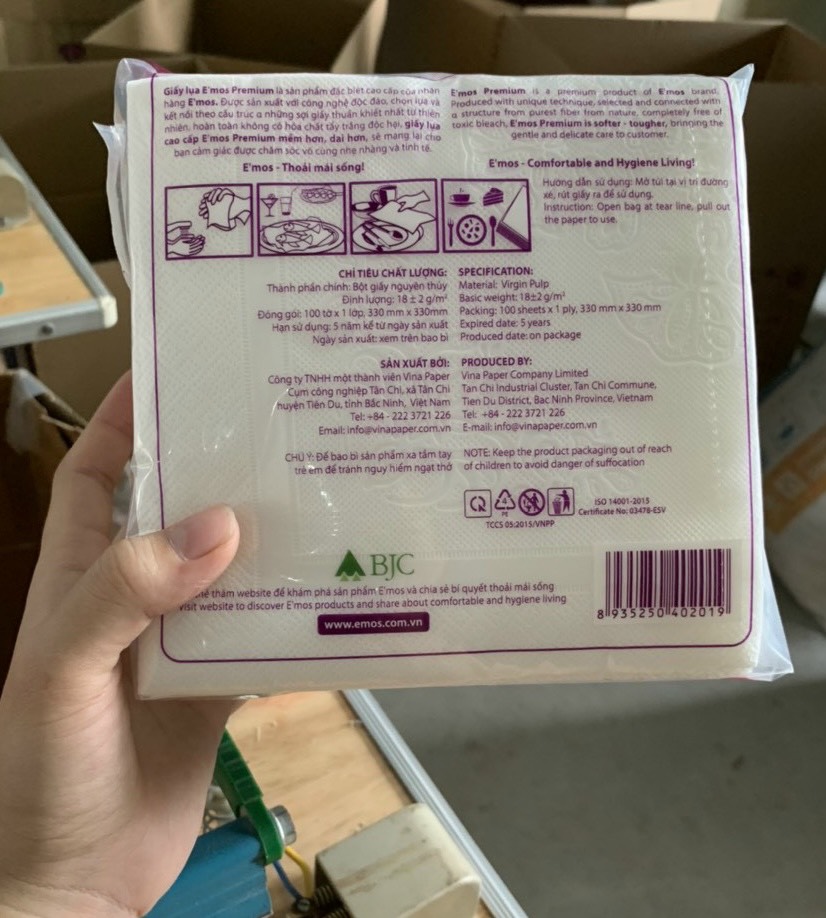 Giấy lụa E'mos Premium là sản phẩm đặc biệt cao cấp của nhãn
hàng E'mos. Được sản xuất với công nghệ độc đáo, chọn lựa và
kết nối theo cấu trúc từ những sợi giấy thuần khiết nhất từ thiên
nhiên, hoàn toàn không có hóa chất tẩy trắng độc hại, giấy lụa
cao cấp E'mos Premium mềm hơn, dai hơn, sẽ mang lại cho
bạn cảm giác được chăm sóc vô cùng nhẹ nhàng và tinh tế.
E'mos - Thoải mái sống!
E'mos Premium is a premium product of E'mos brand.
Produced with unique technique, selected and connected with
a structure from purest fiber from nature, completely free of
toxic bleach, E'mos Premium is softer - tougher, bringing the
gentle and delicate care to customer.
E'mos - Comfortable and Hygiene Living!
Hướng dẫn sử dụng: Mở túi tại vị trí đường
xé, rút giấy ra để sử dụng.
Instruction: Open bag at tear line, pull out
the paper to use.
CHỈ TIÊU CHẤT LƯỢNG:
Thành phần chính: Bột giấy nguyên thủy
Định lượng: 18 ± 2 g/m²
Đóng gói: 100 tờ x 1 lớp, 330 mm x 330mm
Hạn sử dụng: 5 năm kể từ ngày sản xuất
Ngày sản xuất: xem trên bao bì
SPECIFICATION:
Material: Virgin Pulp
Basic weight: 18±2 g/m²
Packing: 100 sheets x 1 ply, 330 mm x 330 mm
Expired date: 5 years
Produced date: on package
SẢN XUẤT BỞI:
Công ty TNHH một thành viên Vina Paper
Cụm công nghiệp Tân Chi, xã Tân Chi
huyện Tiên Du, tỉnh Bắc Ninh, Việt Nam
Tel: +84 - 222 3721 226
Email: info@vinapaper.com.vn
PRODUCED BY:
Vina Paper Company Limited
Tan Chi Industrial Cluster, Tan Chi Commune,
Tien Du District, Bac Ninh Province, Vietnam
Tel: +84 - 222 3721 226
E-mail: info@vinapaper.com.vn
CHÚ Ý: Để bao bì sản phẩm xa tầm tay
trẻ em để tránh nguy hiểm ngạt thở
NOTE: Keep the product packaging out of reach
of children to avoid danger of suffocation
4
PE
TCCS 05:2015/VNPP
ISO 14001-2015
Certificate No: 03478-ESV
BJC
thăm website để khám phá sản phẩm E'mos và chia sẻ bí quyết thoải mái sống
visit website to discover E'mos products and share about comfortable and hygiene living
www.emos.com.vn
8 935250 402019